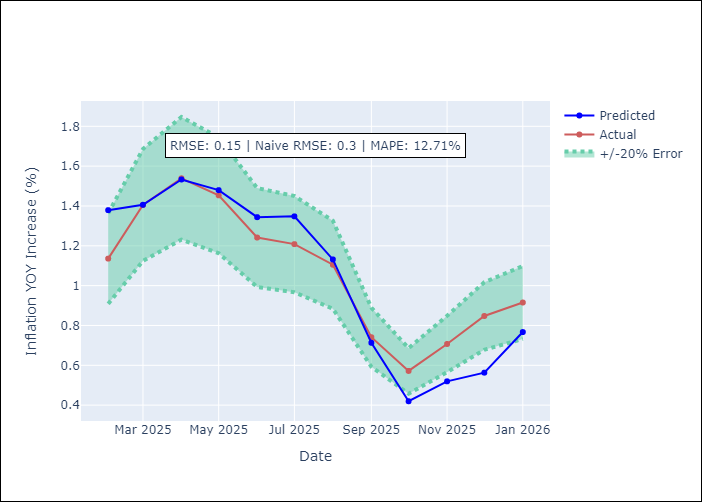 RMSE: 0.15 | Naive RMSE: 0.3 | MAPE: 12.71%
Predicted
Actual
+/-20% Error
Inflation YOY Increase (%)
1.8
1.6
1.4
1.2
1
0.8
0.6
0.4
Mar 2025
May 2025
Jul 2025
Sep 2025
Nov 2025
Jan 2026
Date